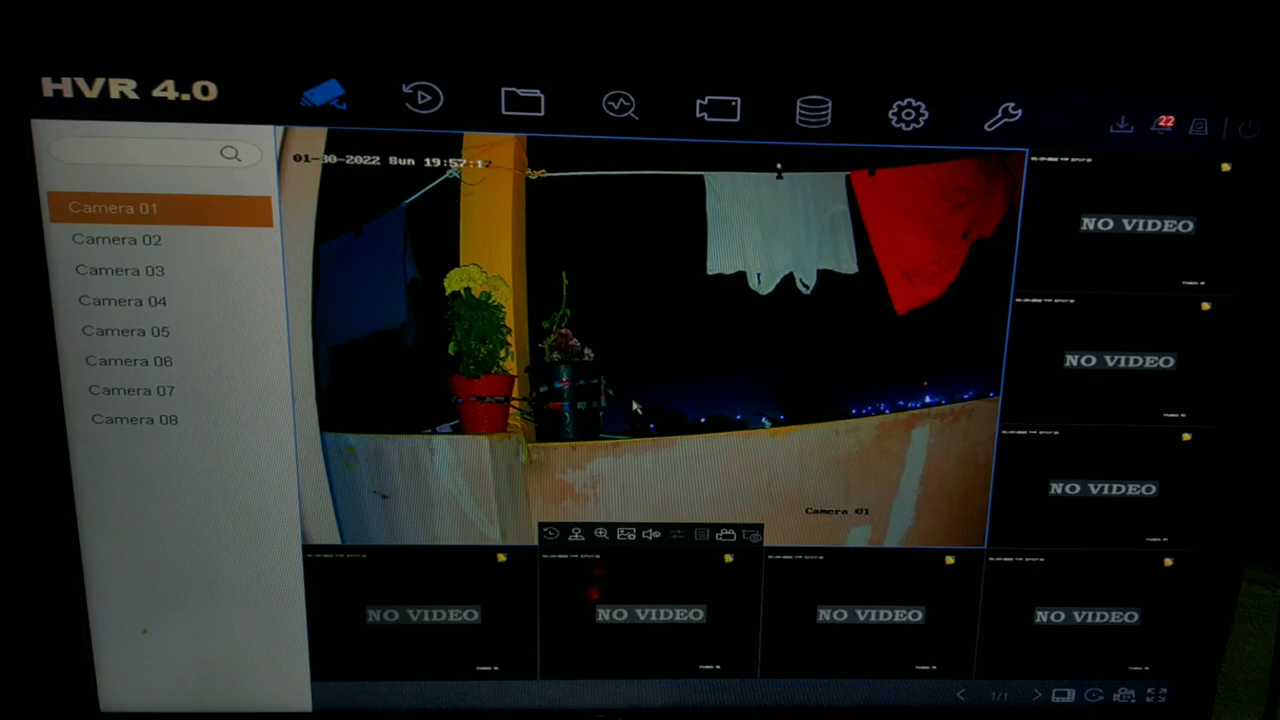 HVR 4.0
22
Camera 01
Camera 02
Camera 03
Camera 04
Camera 05
Camera 06
Camera 07
Camera 08
01-30-2022 Sun 19:57:17
Camera 01
NO VIDEO
NO VIDEO
NO VIDEO
NO VIDEO
NO VIDEO
NO VIDEO
NO VIDEO
1/1